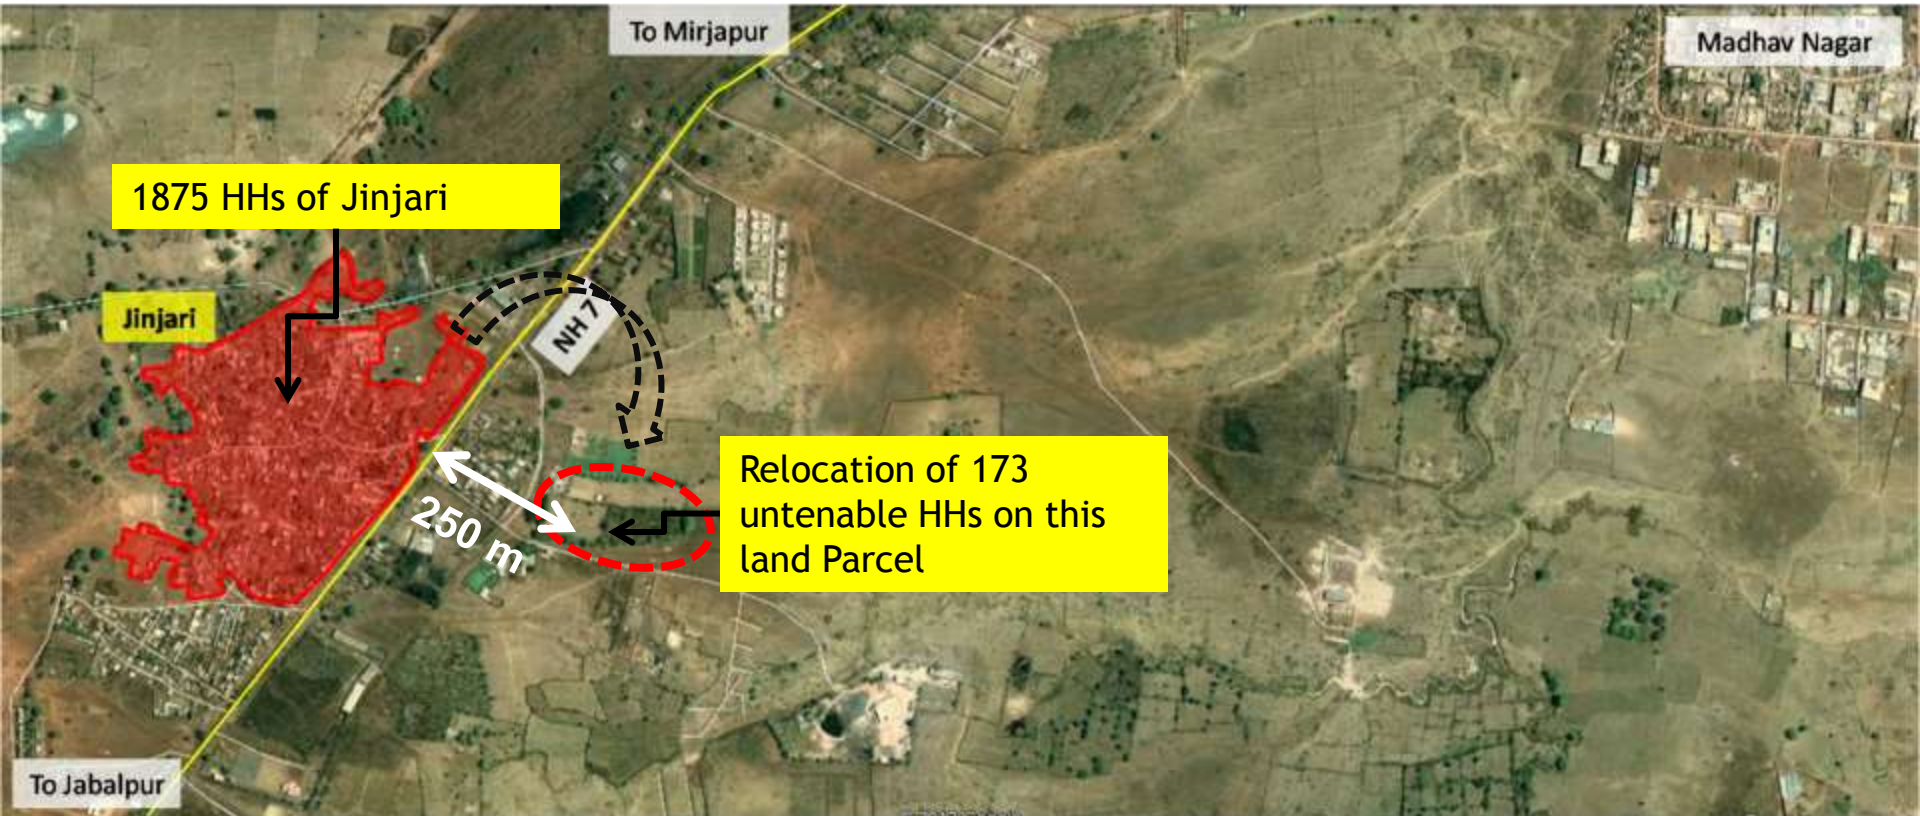 To Mirjapur
Madhav Nagar
1875 HHs of Jinjari
Jinjari
NH 7
250 m
Relocation of 173
untenable HHs on this
land Parcel
To Jabalpur